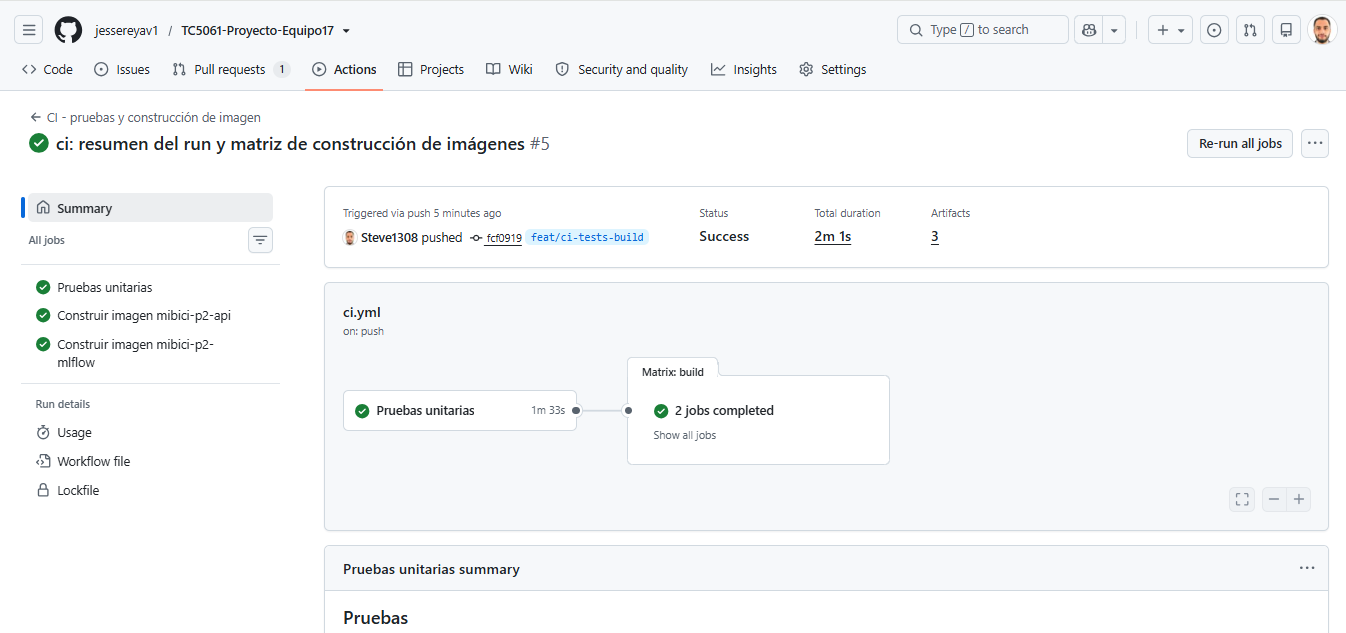 jessereyav1 / TC5061-Proyecto-Equipo17
Type / to search
Code Issues Pull requests 1 Actions Projects Wiki Security and quality Insights Settings
CI - pruebas y construcción de imagen
ci: resumen del run y matriz de construcción de imágenes #5
Re-run all jobs
Summary
All jobs
Pruebas unitarias
Construir imagen mibici-p2-api
Construir imagen mibici-p2-
mlflow
Run details
Usage
Workflow file
Lockfile
Triggered via push 5 minutes ago
Steve1308 pushed fcf0919 feat/ci-tests-build
Status
Success
Total duration
2m 1s
Artifacts
3
ci.yml
on: push
Pruebas unitarias 1m 33s
Matrix: build
2 jobs completed
Show all jobs
Pruebas unitarias summary
Pruebas